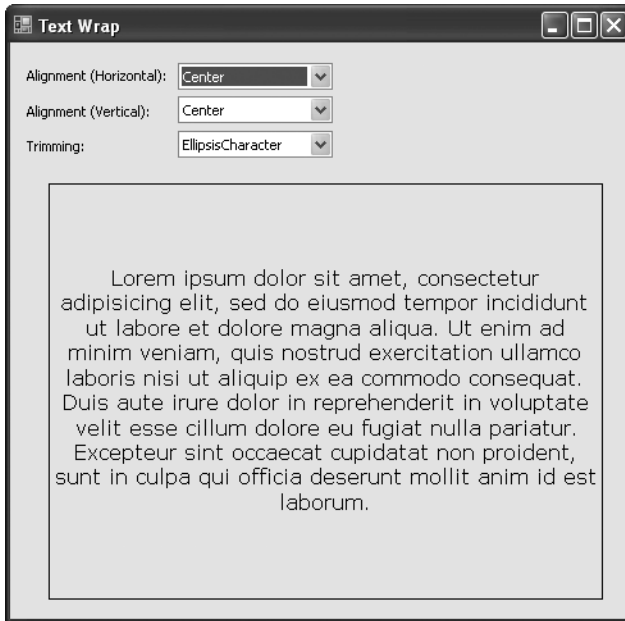 Text Wrap
Alignment (Horizontal): Center
Alignment (Vertical): Center
Trimming: EllipsisCharacter
Lorem ipsum dolor sit amet, consectetur
adipisicing elit, sed do eiusmod tempor incididunt
ut labore et dolore magna aliqua. Ut enim ad
minim veniam, quis nostrud exercitation ullamco
laboris nisi ut aliquip ex ea commodo consequat.
Duis aute irure dolor in reprehenderit in voluptate
velit esse cillum dolore eu fugiat nulla pariatur.
Excepteur sint occaecat cupidatat non proident,
sunt in culpa qui officia deserunt mollit anim id est
laborum.